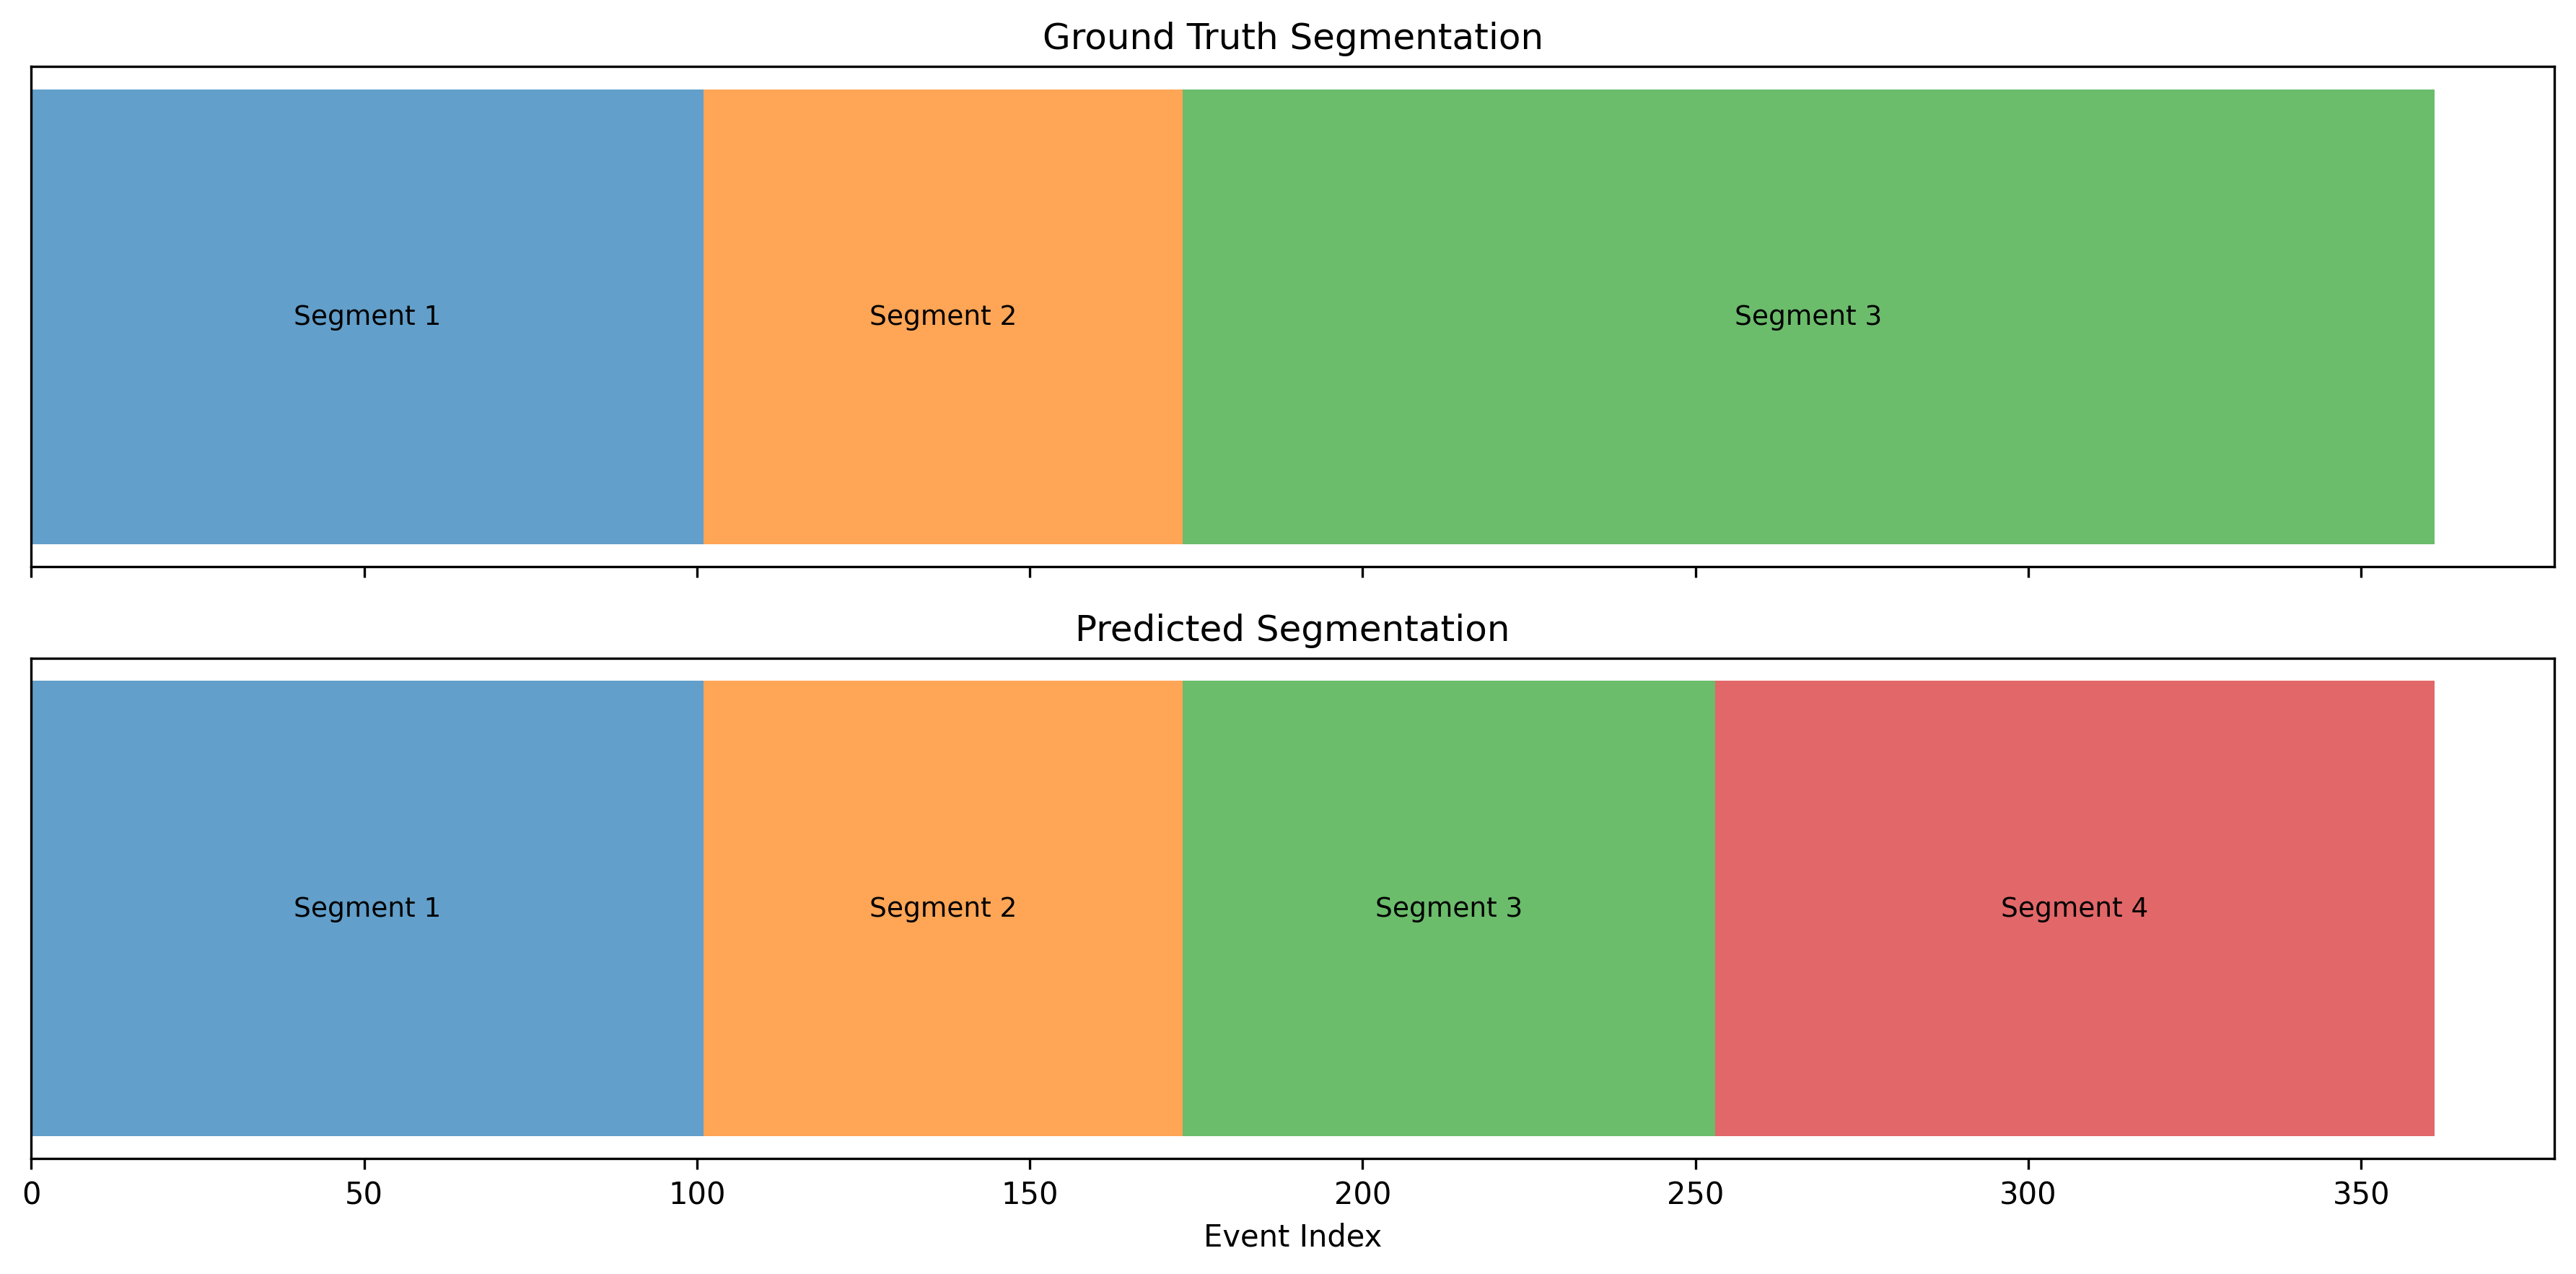 Ground Truth Segmentation
Segment 1 Segment 2 Segment 3
Predicted Segmentation
Segment 1 Segment 2 Segment 3 Segment 4
0 50 100 150 200 250 300 350
Event Index